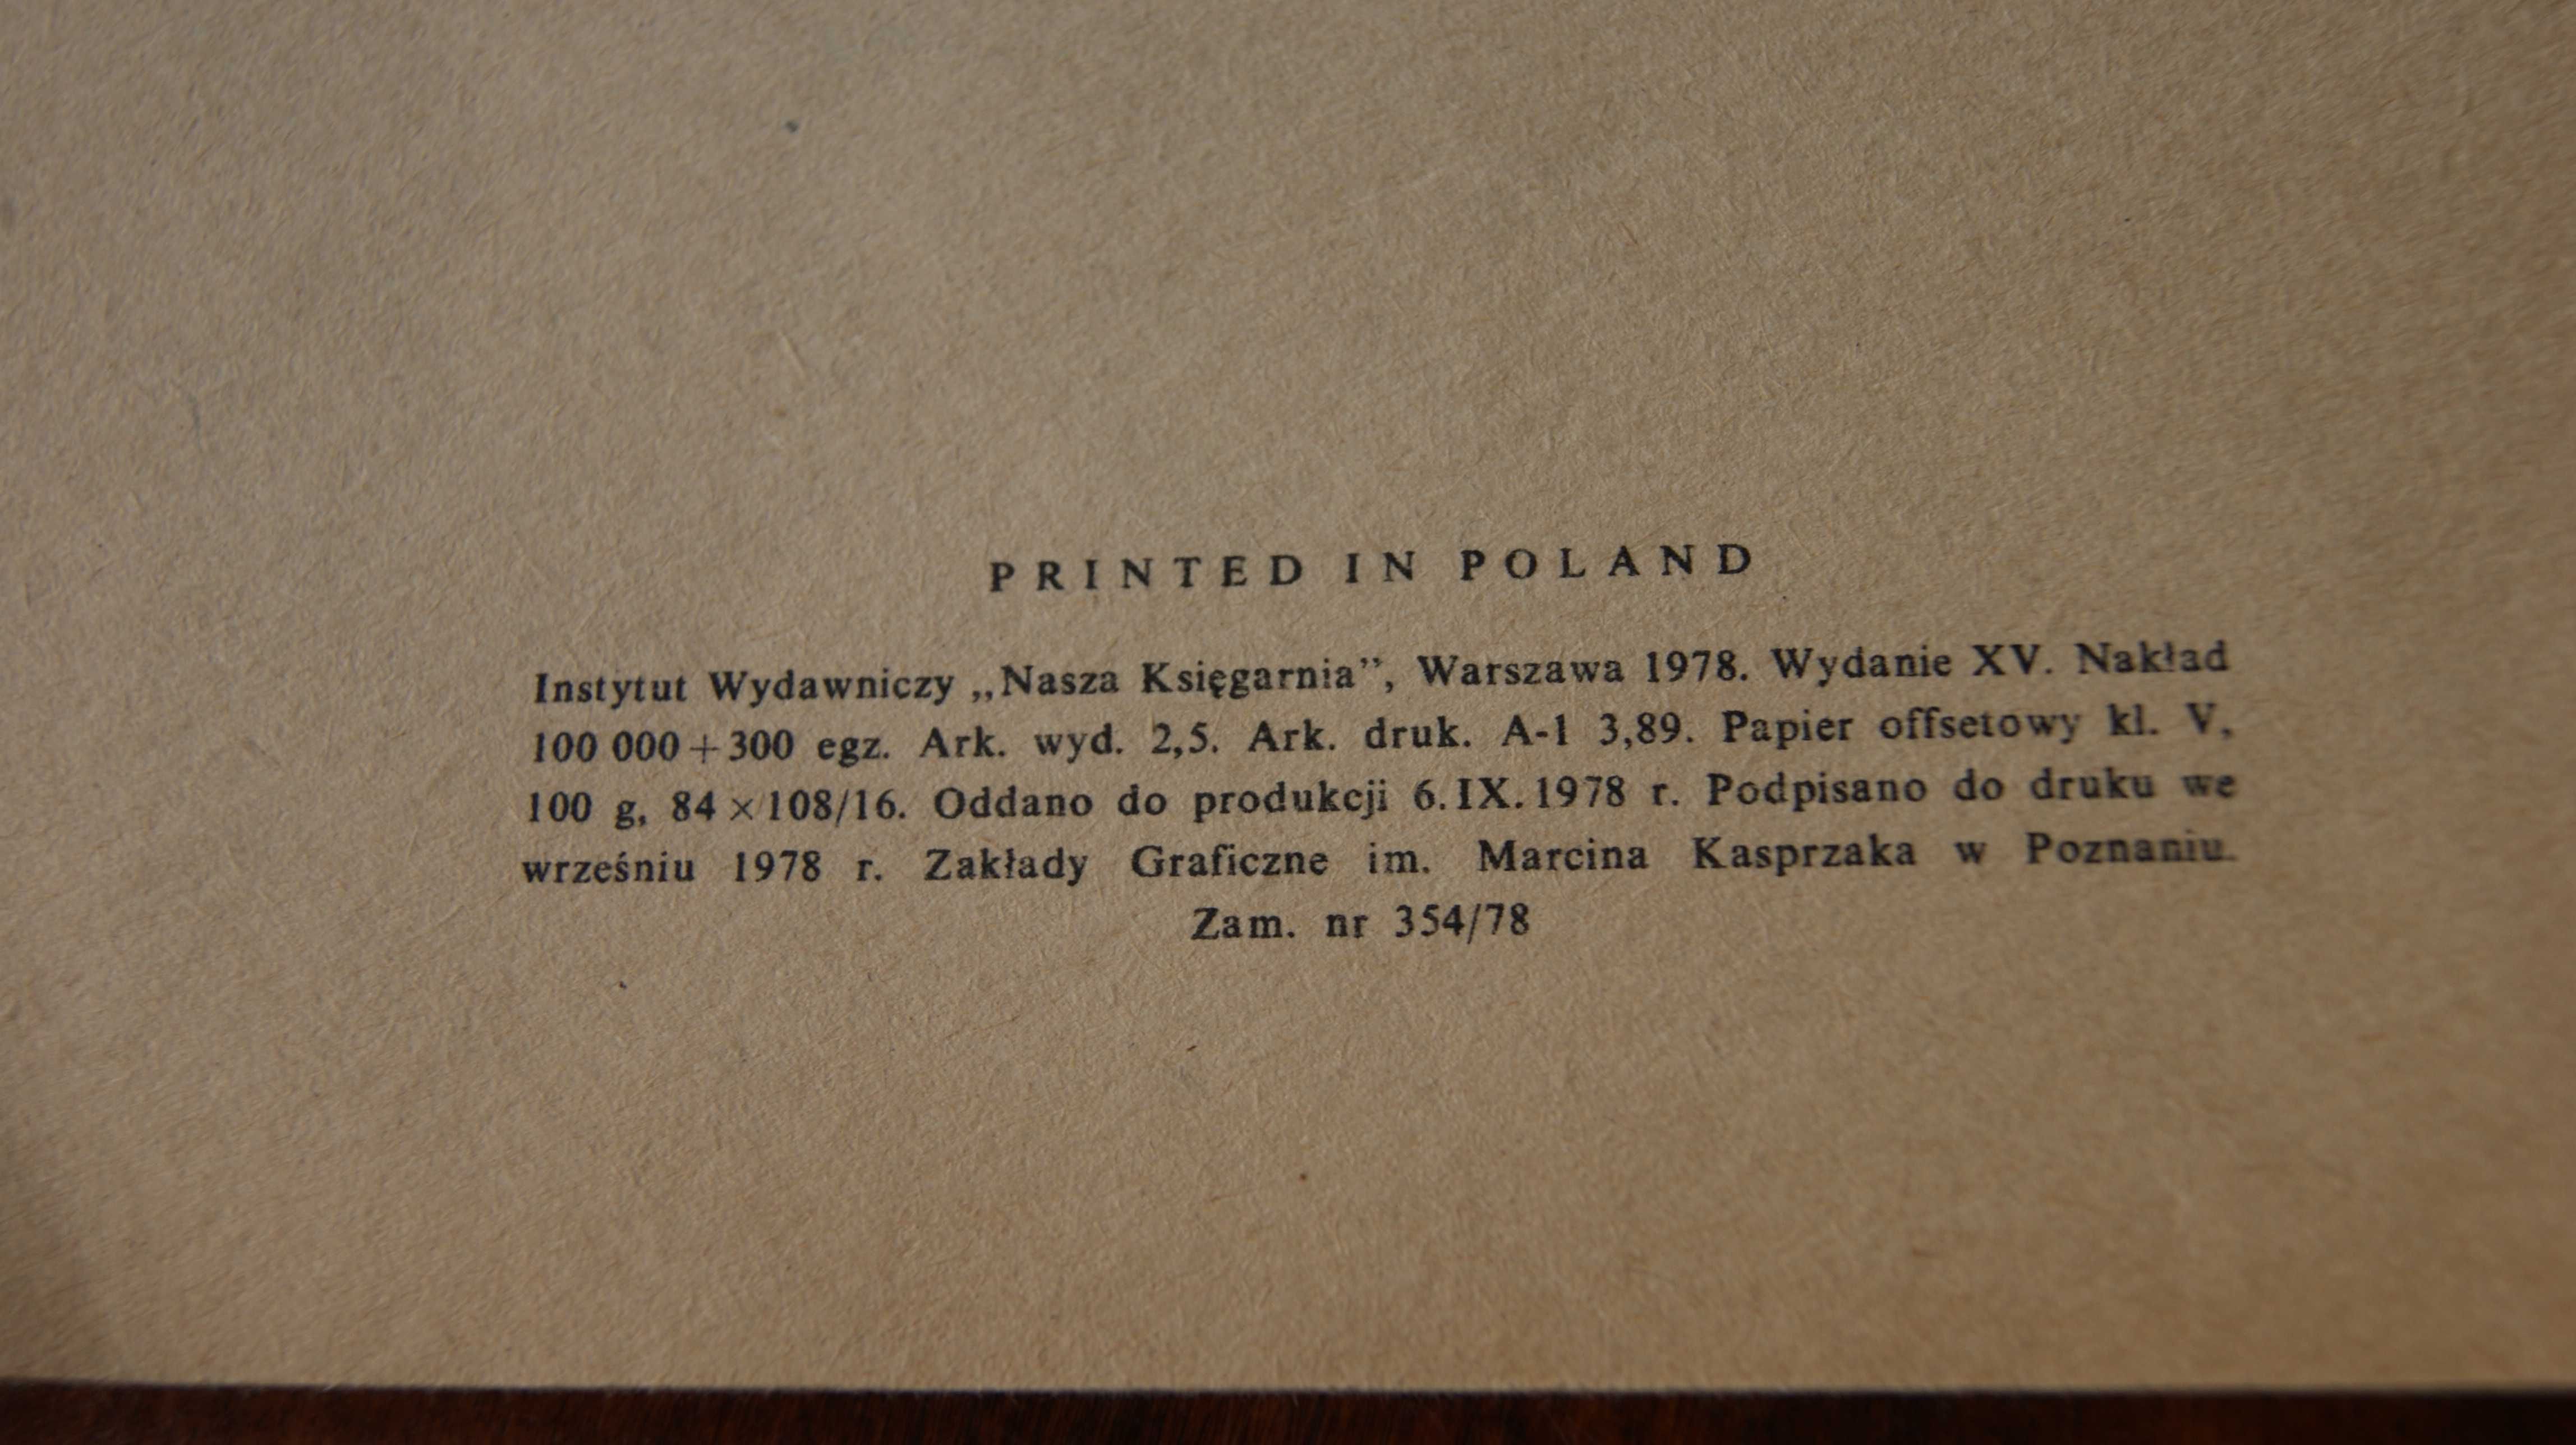 PRINTED IN POLAND
Instytut Wydawniczy „Nasza Księgarnia”, Warszawa 1978. Wydanie XV. Nakład
100 000+300 egz. Ark. wyd. 2,5. Ark. druk. A-1 3,89. Papier offsetowy kl. V,
100 g, 84×108/16. Oddano do produkcji 6.IX.1978 r. Podpisano do druku we
wrześniu 1978 r. Zakłady Graficzne im. Marcina Kasprzaka w Poznaniu.
Zam. nr 354/78